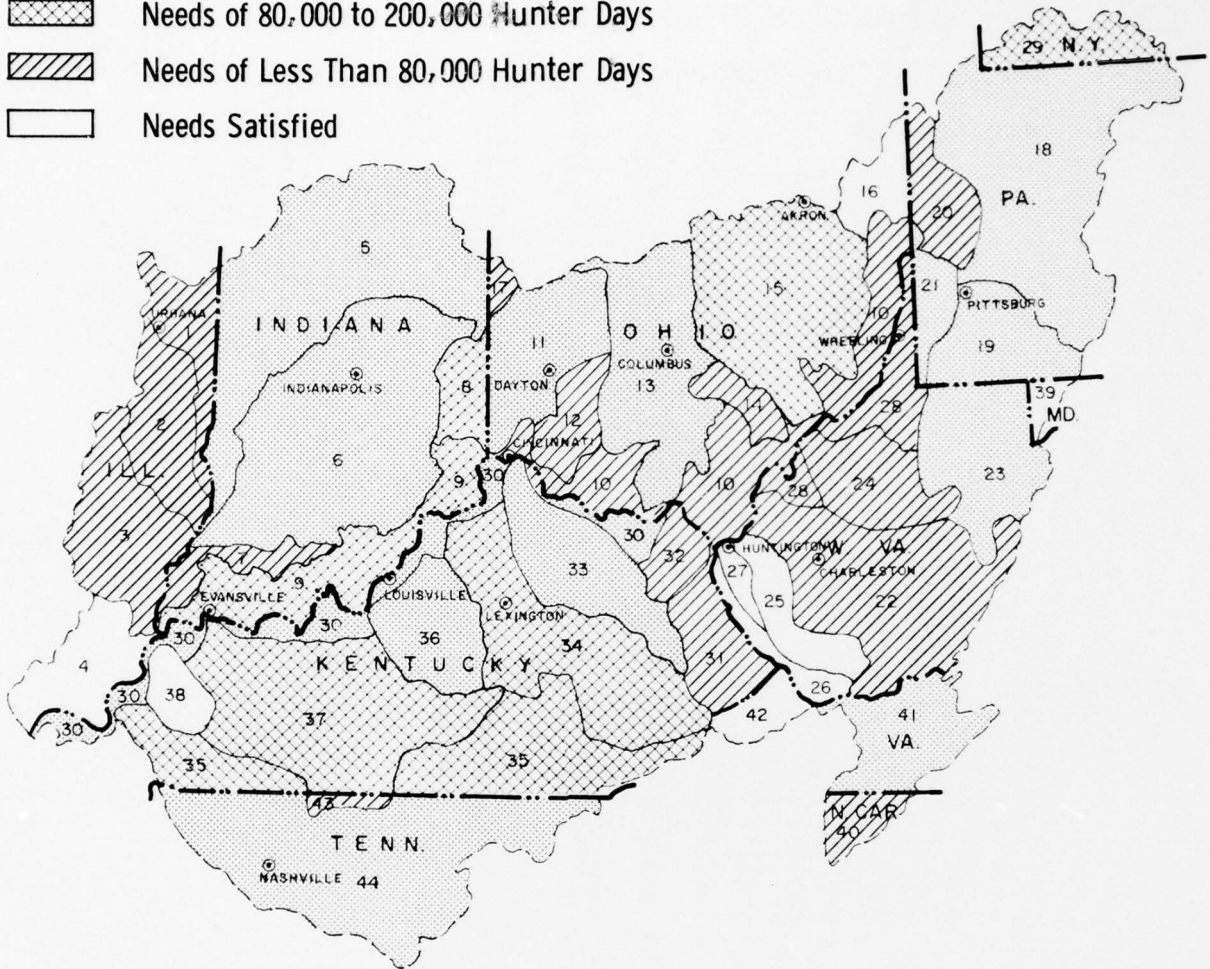 Needs of 80,000 to 200,000 Hunter Days
Needs of Less Than 80,000 Hunter Days
Needs Satisfied
29 N.Y.
18
PA.
16
AKRON
20
5
17
15
21
PITTSBURG
URHANA
1
INDIANA
OHIO
10
WHEELING
19
11
COLUMBUS
INDIANAPOLIS
8
DAYTON
13
39
MD.
2
12
14
28
ILL.
CINCINNATI
6
9
30
10
10
28
24
23
3
30
7
32
HUNTINGTON
W VA.
CHARLESTON
33
27
9
EVANSVILLE
LOUISVILLE
25
22
LEXINGTON
30
30
36
34
KENTUCKY
31
4
38
26
30
42
41
30
37
VA.
35
35
43
N CAR
40
TENN.
NASHVILLE 44